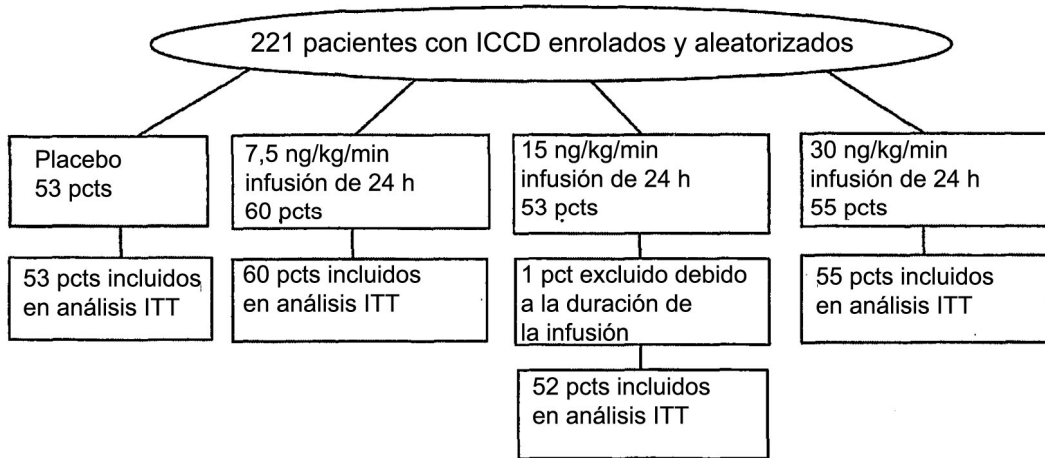 221 pacientes con ICCD enrolados y aleatorizados
Placebo
53 pcts
7,5 ng/kg/min
infusión de 24 h
60 pcts
15 ng/kg/min
infusión de 24 h
53 pcts
30 ng/kg/min
infusión de 24 h
55 pcts
53 pcts incluidos
en análisis ITT
60 pcts incluidos
en análisis ITT
1 pct excluido debido
a la duración de
la infusión
55 pcts incluidos
en análisis ITT
52 pcts incluidos
en análisis ITT